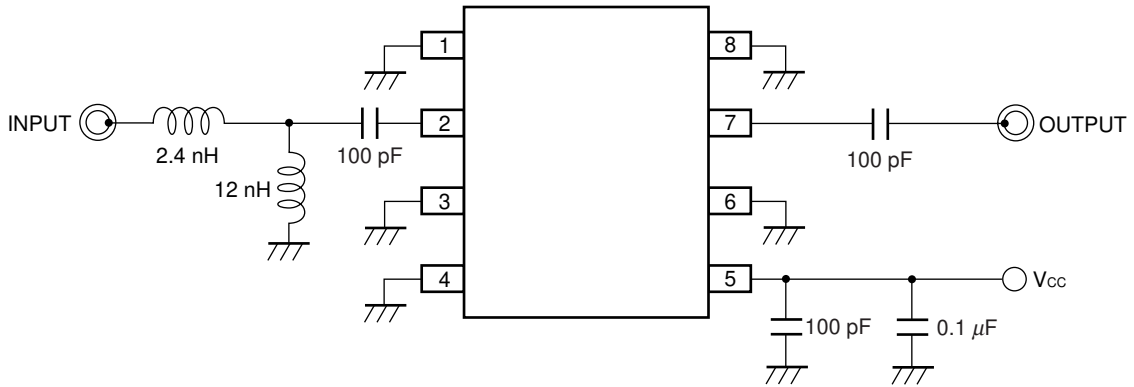 1
8
INPUT
2
7
OUTPUT
2.4 nH
100 pF
100 pF
12 nH
3
6
4
5
VCC
100 pF
0.1 μF